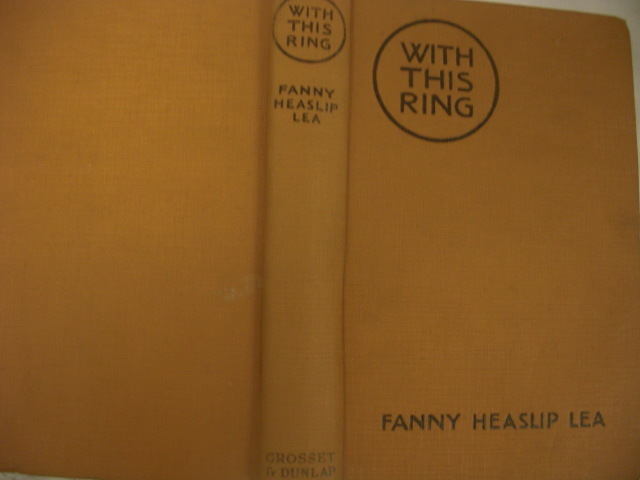 WITH
THIS
RING
FANNY
HEASLIP
LEA
GROSSET
& DUNLAP
WITH
THIS
RING
FANNY HEASLIP LEA